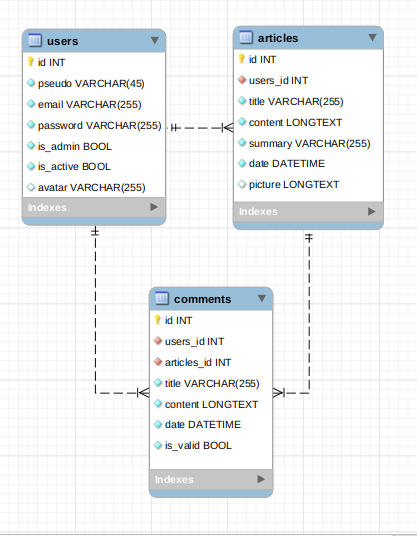 users
id INT
pseudo VARCHAR(45)
email VARCHAR(255)
password VARCHAR(255)
is_admin BOOL
is_active BOOL
avatar VARCHAR(255)
Indexes
articles
id INT
users_id INT
title VARCHAR(255)
content LONGTEXT
summary VARCHAR(255)
date DATETIME
picture LONGTEXT
Indexes
comments
id INT
users_id INT
articles_id INT
title VARCHAR(255)
content LONGTEXT
date DATETIME
is_valid BOOL
Indexes